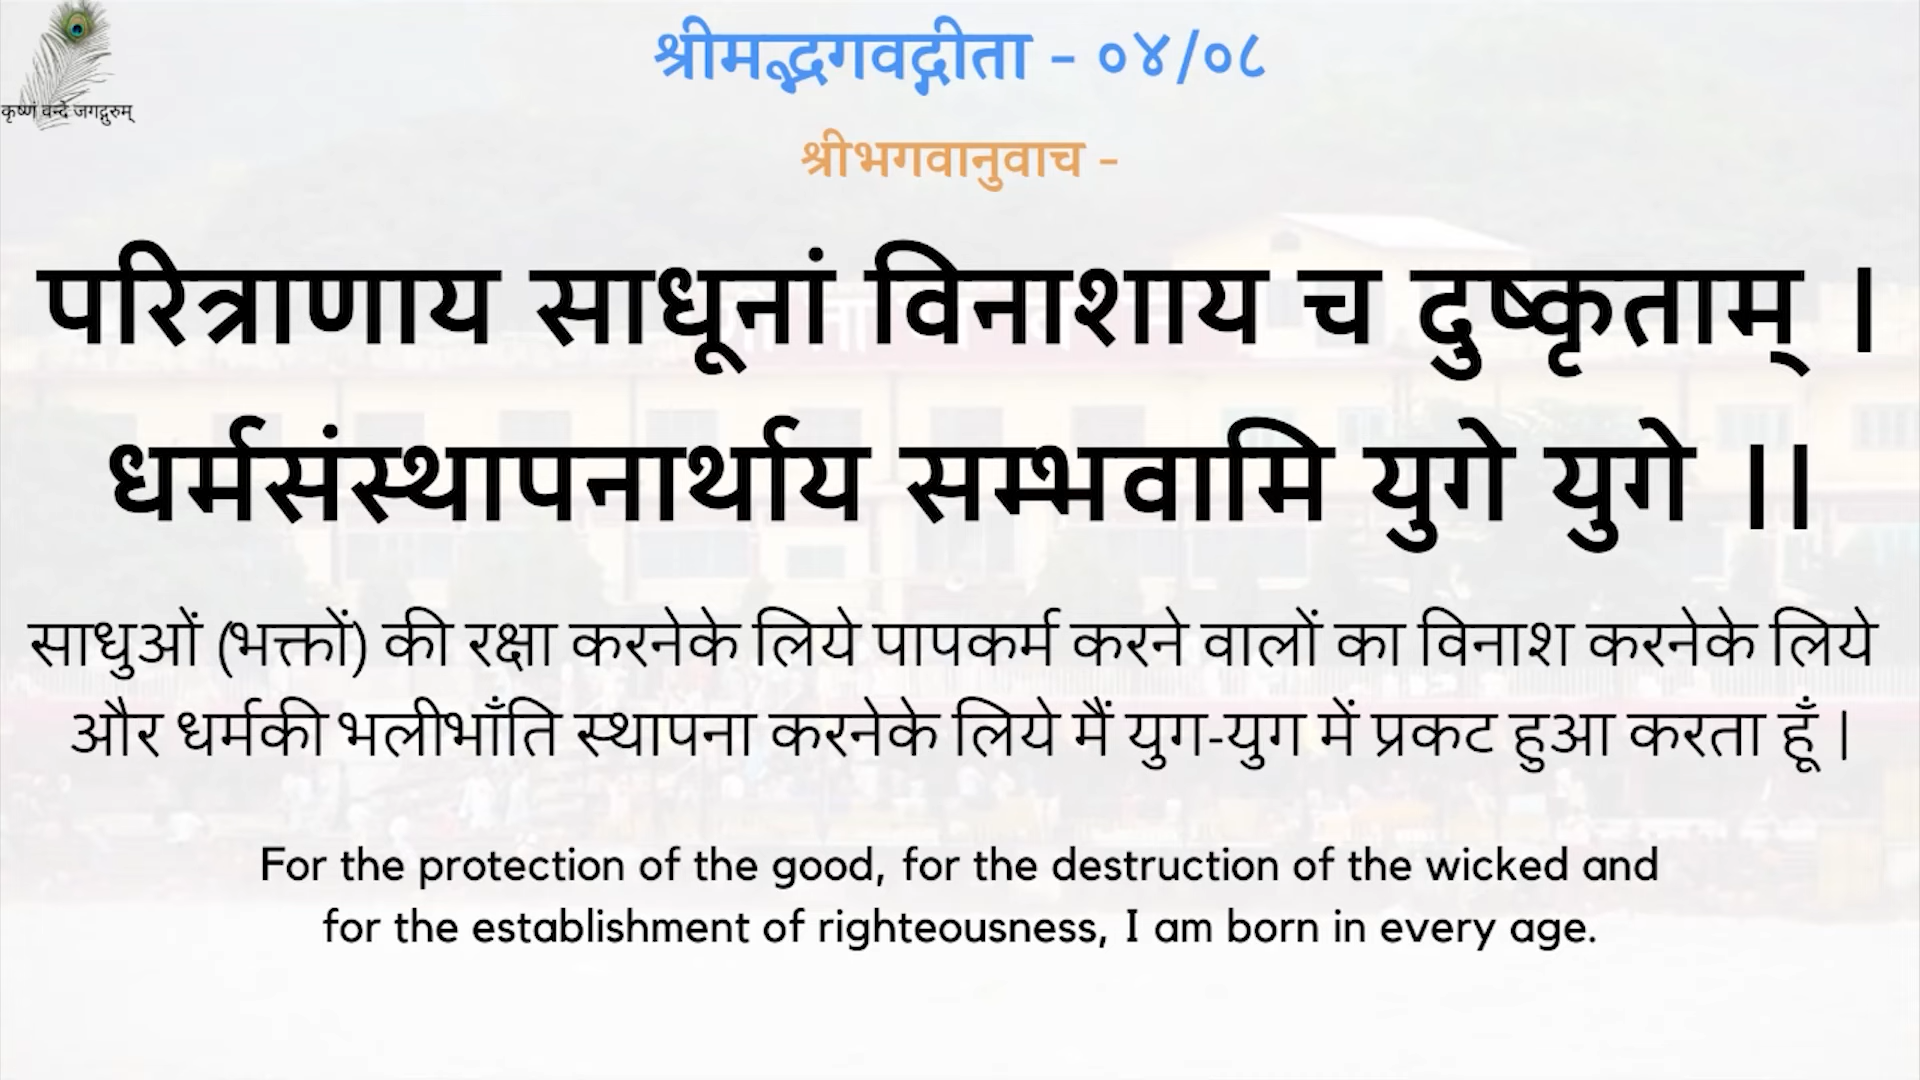 श्रीमद्भगवद्गीता - ०४/०८
कृष्णं वन्दे जगद्गुरुम्
श्रीभगवानुवाच -
परित्राणाय साधूनां विनाशाय च दुष्कृताम् ।
धर्मसंस्थापनार्थाय सम्भवामि युगे युगे ।।
साधुओं (भक्तों) की रक्षा करनेके लिये पापकर्म करने वालों का विनाश करनेके लिये
और धर्मकी भलीभाँति स्थापना करनेके लिये मैं युग-युग में प्रकट हुआ करता हूँ |
For the protection of the good, for the destruction of the wicked and
for the establishment of righteousness, I am born in every age.